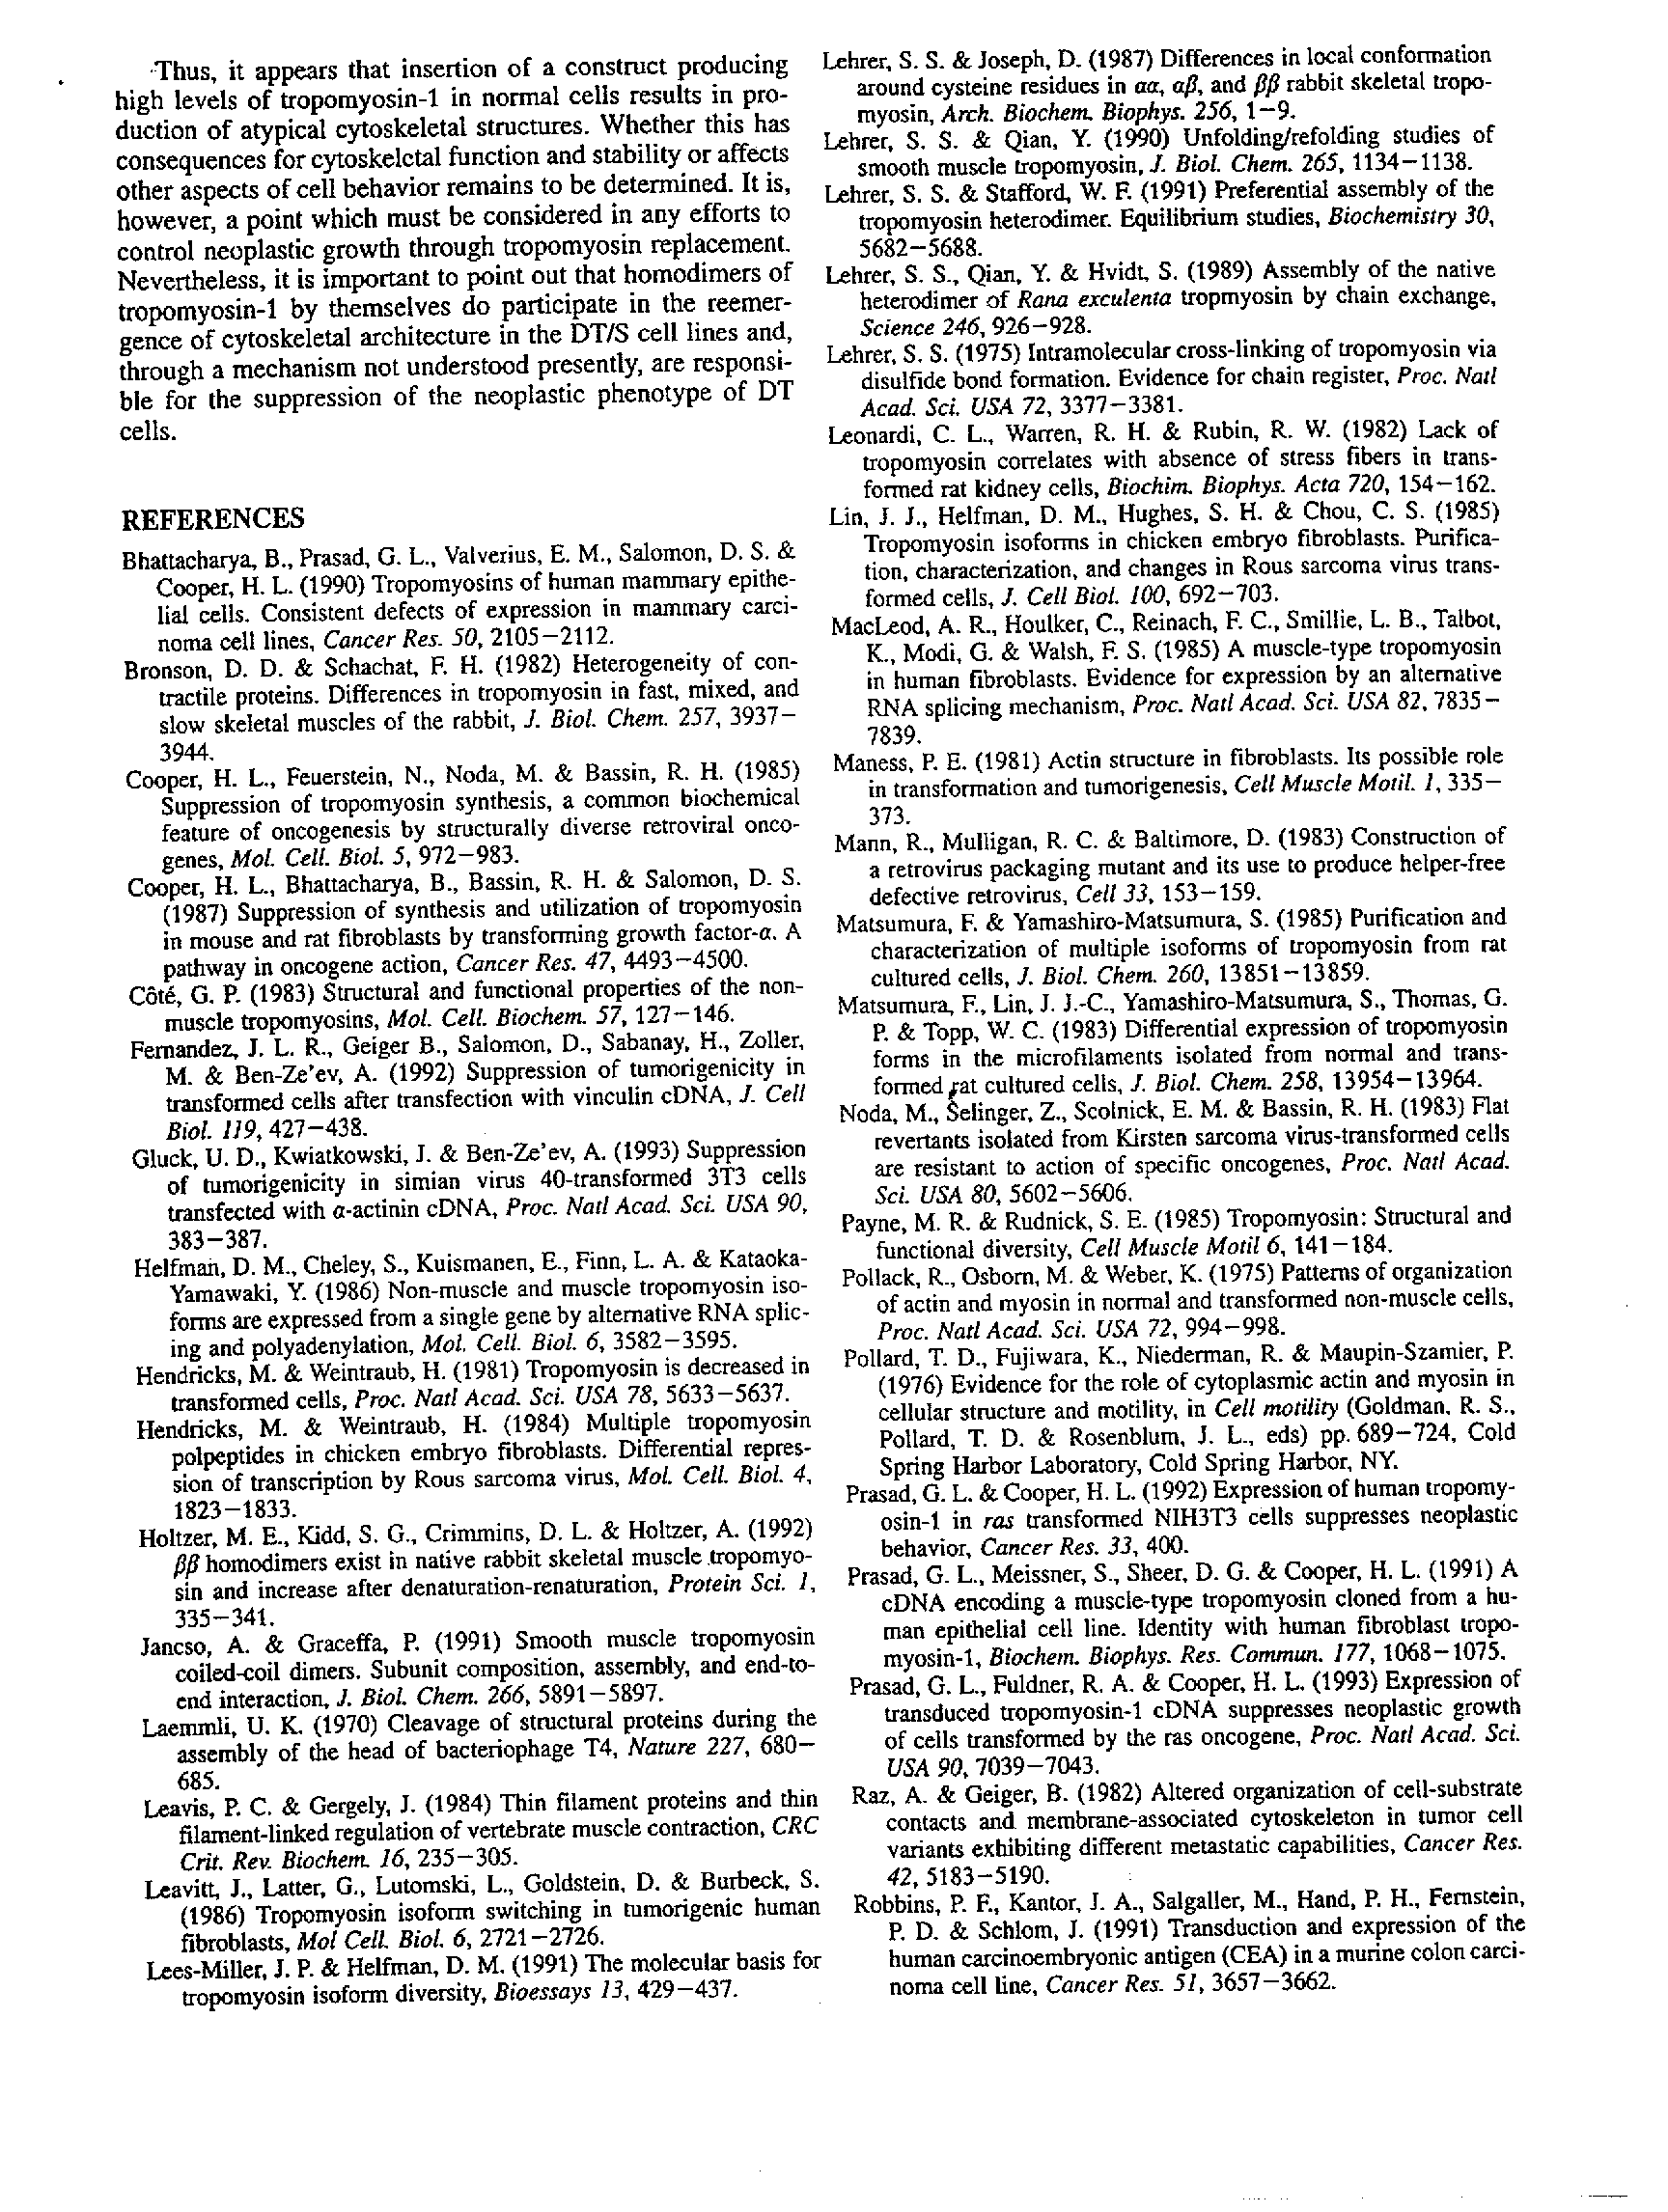 Thus, it appears that insertion of a construct producing
high levels of tropomyosin-1 in normal cells results in pro-
duction of atypical cytoskeletal structures. Whether this has
consequences for cytoskeletal function and stability or affects
other aspects of cell behavior remains to be determined. It is,
however, a point which must be considered in any efforts to
control neoplastic growth through tropomyosin replacement.
Nevertheless, it is important to point out that homodimers of
tropomyosin-1 by themselves do participate in the reemer-
gence of cytoskeletal architecture in the DT/S cell lines and,
through a mechanism not understood presently, are responsi-
ble for the suppression of the neoplastic phenotype of DT
cells.
REFERENCES
Bhattacharya, B., Prasad, G. L., Valverius, E. M., Salomon, D. S. &
Cooper, H. L. (1990) Tropomyosins of human mammary epithe-
lial cells. Consistent defects of expression in mammary carci-
noma cell lines, Cancer Res. 50, 2105–2112.
Bronson, D. D. & Schachat, F. H. (1982) Heterogeneity of con-
tractile proteins. Differences in tropomyosin in fast, mixed, and
slow skeletal muscles of the rabbit, J. Biol. Chem. 257, 3937–
3944.
Cooper, H. L., Feuerstein, N., Noda, M. & Bassin, R. H. (1985)
Suppression of tropomyosin synthesis, a common biochemical
feature of oncogenesis by structurally diverse retroviral onco-
genes, Mol. Cell. Biol. 5, 972–983.
Cooper, H. L., Bhattacharya, B., Bassin, R. H. & Salomon, D. S.
(1987) Suppression of synthesis and utilization of tropomyosin
in mouse and rat fibroblasts by transforming growth factor-α. A
pathway in oncogene action, Cancer Res. 47, 4493–4500.
Côté, G. P. (1983) Structural and functional properties of the non-
muscle tropomyosins, Mol. Cell. Biochem. 57, 127–146.
Fernandez, J. L. R., Geiger B., Salomon, D., Sabanay, H., Zoller,
M. & Ben-Ze'ev, A. (1992) Suppression of tumorigenicity in
transformed cells after transfection with vinculin cDNA, J. Cell
Biol. 119, 427–438.
Gluck, U. D., Kwiatkowski, J. & Ben-Ze'ev, A. (1993) Suppression
of tumorigenicity in simian virus 40-transformed 3T3 cells
transfected with α-actinin cDNA, Proc. Natl Acad. Sci. USA 90,
383–387.
Helfman, D. M., Cheley, S., Kuismanen, E., Finn, L. A. & Kataoka-
Yamawaki, Y. (1986) Non-muscle and muscle tropomyosin iso-
forms are expressed from a single gene by alternative RNA splic-
ing and polyadenylation, Mol. Cell. Biol. 6, 3582–3595.
Hendricks, M. & Weintraub, H. (1981) Tropomyosin is decreased in
transformed cells, Proc. Natl Acad. Sci. USA 78, 5633–5637.
Hendricks, M. & Weintraub, H. (1984) Multiple tropomyosin
polpeptides in chicken embryo fibroblasts. Differential repres-
sion of transcription by Rous sarcoma virus, Mol. Cell. Biol. 4,
1823–1833.
Holtzer, M. E., Kidd, S. G., Crimmins, D. L. & Holtzer, A. (1992)
ββ homodimers exist in native rabbit skeletal muscle tropomyo-
sin and increase after denaturation-renaturation, Protein Sci. 1,
335–341.
Jancso, A. & Graceffa, P. (1991) Smooth muscle tropomyosin
coiled-coil dimers. Subunit composition, assembly, and end-to-
end interaction, J. Biol. Chem. 266, 5891–5897.
Laemmli, U. K. (1970) Cleavage of structural proteins during the
assembly of the head of bacteriophage T4, Nature 227, 680–
685.
Leavis, P. C. & Gergely, J. (1984) Thin filament proteins and thin
filament-linked regulation of vertebrate muscle contraction, CRC
Crit. Rev. Biochem. 16, 235–305.
Leavitt, J., Latter, G., Lutomski, L., Goldstein, D. & Burbeck, S.
(1986) Tropomyosin isoform switching in tumorigenic human
fibroblasts, Mol Cell. Biol. 6, 2721–2726.
Lees-Miller, J. P. & Helfman, D. M. (1991) The molecular basis for
tropomyosin isoform diversity, Bioessays 13, 429–437.
Lehrer, S. S. & Joseph, D. (1987) Differences in local conformation
around cysteine residues in αα, αβ, and ββ rabbit skeletal tropo-
myosin, Arch. Biochem. Biophys. 256, 1–9.
Lehrer, S. S. & Qian, Y. (1990) Unfolding/refolding studies of
smooth muscle tropomyosin, J. Biol. Chem. 265, 1134–1138.
Lehrer, S. S. & Stafford, W. F. (1991) Preferential assembly of the
tropomyosin heterodimer. Equilibrium studies, Biochemistry 30,
5682–5688.
Lehrer, S. S., Qian, Y. & Hvidt, S. (1989) Assembly of the native
heterodimer of Rana exculenta tropmyosin by chain exchange,
Science 246, 926–928.
Lehrer, S. S. (1975) Intramolecular cross-linking of tropomyosin via
disulfide bond formation. Evidence for chain register, Proc. Natl
Acad. Sci. USA 72, 3377–3381.
Leonardi, C. L., Warren, R. H. & Rubin, R. W. (1982) Lack of
tropomyosin correlates with absence of stress fibers in trans-
formed rat kidney cells, Biochim. Biophys. Acta 720, 154–162.
Lin, J. J., Helfman, D. M., Hughes, S. H. & Chou, C. S. (1985)
Tropomyosin isoforms in chicken embryo fibroblasts. Purifica-
tion, characterization, and changes in Rous sarcoma virus trans-
formed cells, J. Cell Biol. 100, 692–703.
MacLeod, A. R., Houlker, C., Reinach, F. C., Smillie, L. B., Talbot,
K., Modi, G. & Walsh, F. S. (1985) A muscle-type tropomyosin
in human fibroblasts. Evidence for expression by an alternative
RNA splicing mechanism, Proc. Natl Acad. Sci. USA 82, 7835–
7839.
Maness, P. E. (1981) Actin structure in fibroblasts. Its possible role
in transformation and tumorigenesis, Cell Muscle Motil. 1, 335–
373.
Mann, R., Mulligan, R. C. & Baltimore, D. (1983) Construction of
a retrovirus packaging mutant and its use to produce helper-free
defective retrovirus, Cell 33, 153–159.
Matsumura, F. & Yamashiro-Matsumura, S. (1985) Purification and
characterization of multiple isoforms of tropomyosin from rat
cultured cells, J. Biol. Chem. 260, 13851–13859.
Matsumura, F., Lin, J. J.-C., Yamashiro-Matsumura, S., Thomas, G.
P. & Topp, W. C. (1983) Differential expression of tropomyosin
forms in the microfilaments isolated from normal and trans-
formed rat cultured cells, J. Biol. Chem. 258, 13954–13964.
Noda, M., Selinger, Z., Scolnick, E. M. & Bassin, R. H. (1983) Flat
revertants isolated from Kirsten sarcoma virus-transformed cells
are resistant to action of specific oncogenes, Proc. Natl Acad.
Sci. USA 80, 5602–5606.
Payne, M. R. & Rudnick, S. E. (1985) Tropomyosin: Structural and
functional diversity, Cell Muscle Motil 6, 141–184.
Pollack, R., Osborn, M. & Weber, K. (1975) Patterns of organization
of actin and myosin in normal and transformed non-muscle cells,
Proc. Natl Acad. Sci. USA 72, 994–998.
Pollard, T. D., Fujiwara, K., Niederman, R. & Maupin-Szamier, P.
(1976) Evidence for the role of cytoplasmic actin and myosin in
cellular structure and motility, in Cell motility (Goldman, R. S.,
Pollard, T. D. & Rosenblum, J. L., eds) pp. 689–724, Cold
Spring Harbor Laboratory, Cold Spring Harbor, NY.
Prasad, G. L. & Cooper, H. L. (1992) Expression of human tropomy-
osin-1 in ras transformed NIH3T3 cells suppresses neoplastic
behavior, Cancer Res. 33, 400.
Prasad, G. L., Meissner, S., Sheer, D. G. & Cooper, H. L. (1991) A
cDNA encoding a muscle-type tropomyosin cloned from a hu-
man epithelial cell line. Identity with human fibroblast tropo-
myosin-1, Biochem. Biophys. Res. Commun. 177, 1068–1075.
Prasad, G. L., Fuldner, R. A. & Cooper, H. L. (1993) Expression of
transduced tropomyosin-1 cDNA suppresses neoplastic growth
of cells transformed by the ras oncogene, Proc. Natl Acad. Sci.
USA 90, 7039–7043.
Raz, A. & Geiger, B. (1982) Altered organization of cell-substrate
contacts and membrane-associated cytoskeleton in tumor cell
variants exhibiting different metastatic capabilities, Cancer Res.
42, 5183–5190.
Robbins, P. F., Kantor, J. A., Salgaller, M., Hand, P. H., Fernstein,
P. D. & Schlom, J. (1991) Transduction and expression of the
human carcinoembryonic antigen (CEA) in a murine colon carci-
noma cell line, Cancer Res. 51, 3657–3662.